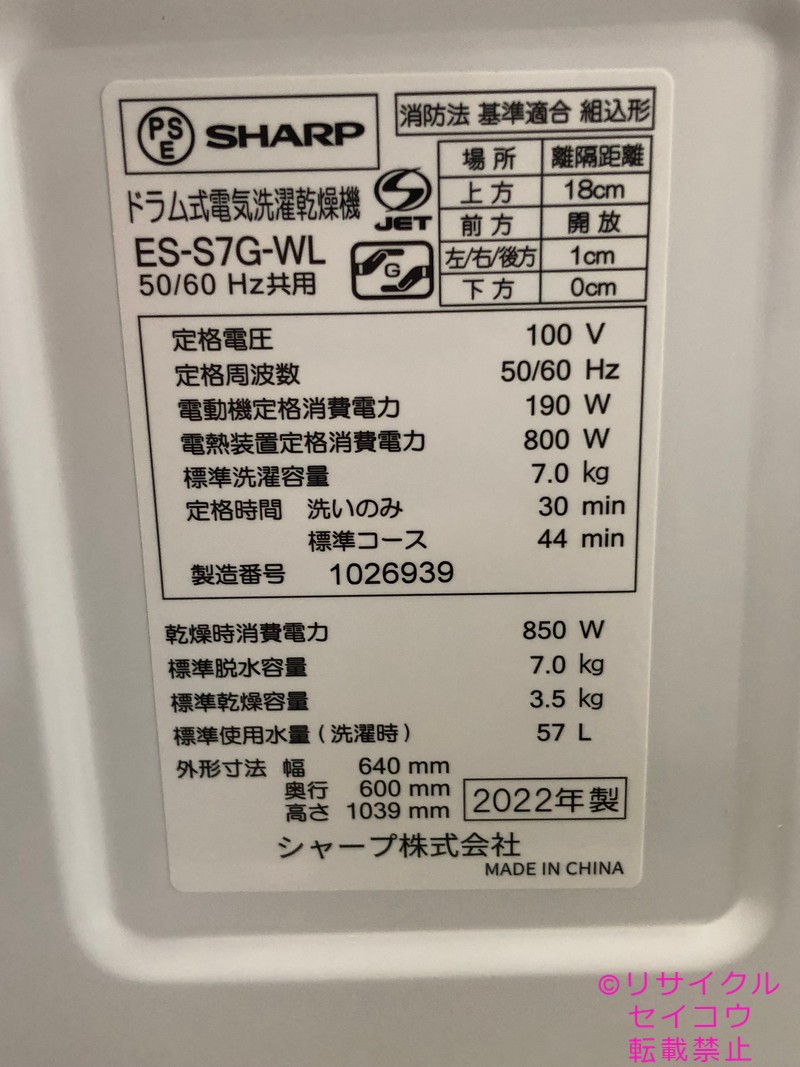 PSE SHARP
消防法 基準適合 組込形
場所 離隔距離
上方 18cm
前方 開放
左/右/後方 1cm
下方 0cm
ドラム式電気洗濯乾燥機
S JET
ES-S7G-WL
G
50/60 Hz共用
定格電圧 100 V
定格周波数 50/60 Hz
電動機定格消費電力 190 W
電熱装置定格消費電力 800 W
標準洗濯容量 7.0 kg
定格時間 洗いのみ 30 min
標準コース 44 min
製造番号 1026939
乾燥時消費電力 850 W
標準脱水容量 7.0 kg
標準乾燥容量 3.5 kg
標準使用水量(洗濯時) 57 L
外形寸法 幅 640 mm
奥行 600 mm
高さ 1039 mm
2022年製
シャープ株式会社
MADE IN CHINA
©リサイクル
セイコウ
転載禁止